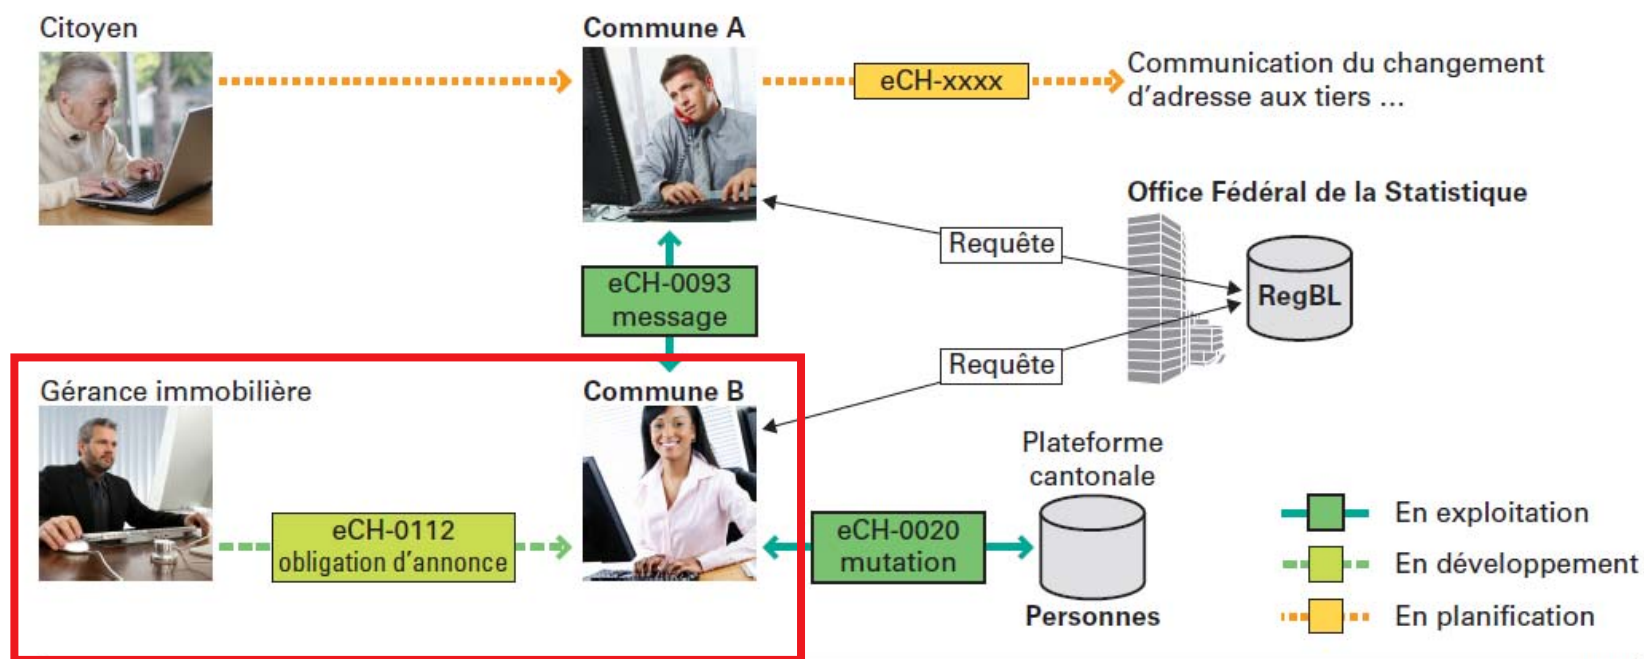 Citoyen
Commune A
eCH-xxxx
Communication du changement
d'adresse aux tiers ...
Office Fédéral de la Statistique
Requête
RegBL
eCH-0093
message
Requête
Gérance immobilière
Commune B
eCH-0112
obligation d'annonce
eCH-0020
mutation
Plateforme
cantonale
Personnes
En exploitation
En développement
En planification